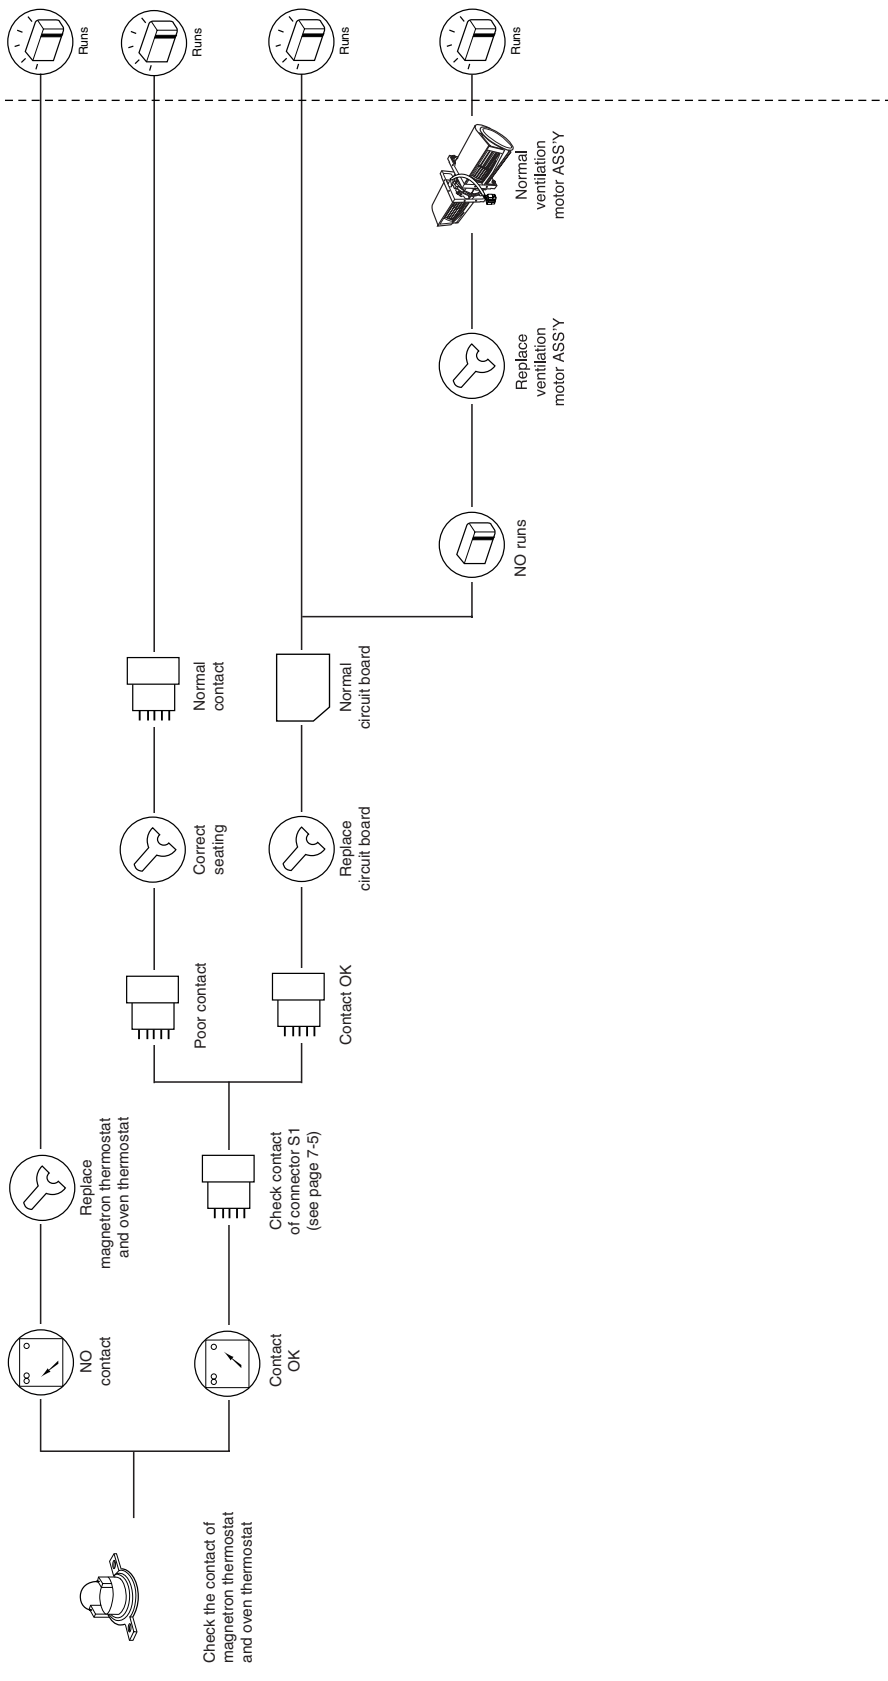 Check the contact of
magnetron thermostat
and oven thermostat
NO
contact
Replace
magnetron thermostat
and oven thermostat
Runs
Contact
OK
Check contact
of connector S1
(see page 7-5)
Poor contact
Correct
seating
Normal
contact
Runs
Contact OK
Replace
circuit board
Normal
circuit board
Runs
NO runs
Replace
ventilation
motor ASS'Y
Normal
ventilation
motor ASS'Y
Runs